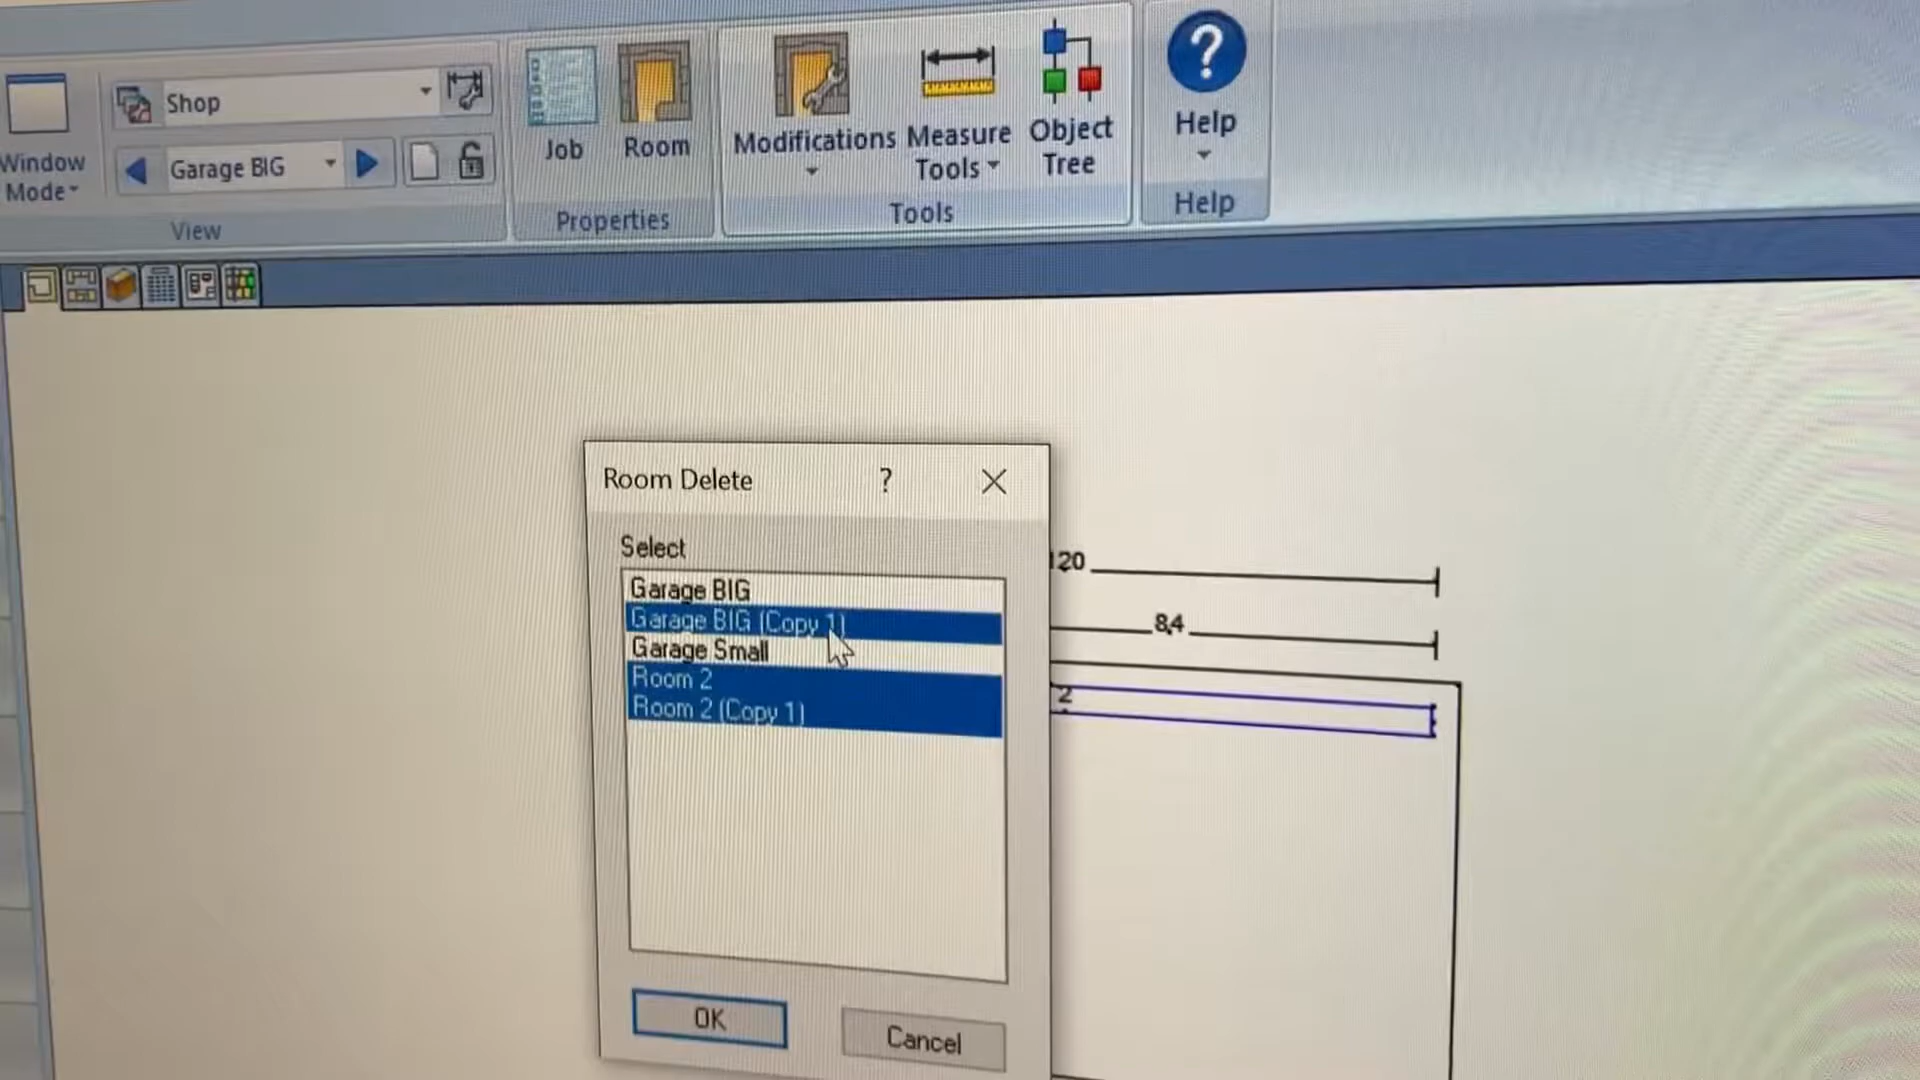 Shop
Window
Mode
Garage BIG
View
Job
Room
Properties
Modifications
Measure
Tools
Object
Tree
Tools
Help
Help
Room Delete
?
Select
Garage BIG
Garage BIG (Copy 1)
Garage Small
Room 2
Room 2 (Copy 1)
OK
Cancel
120
8,4
2